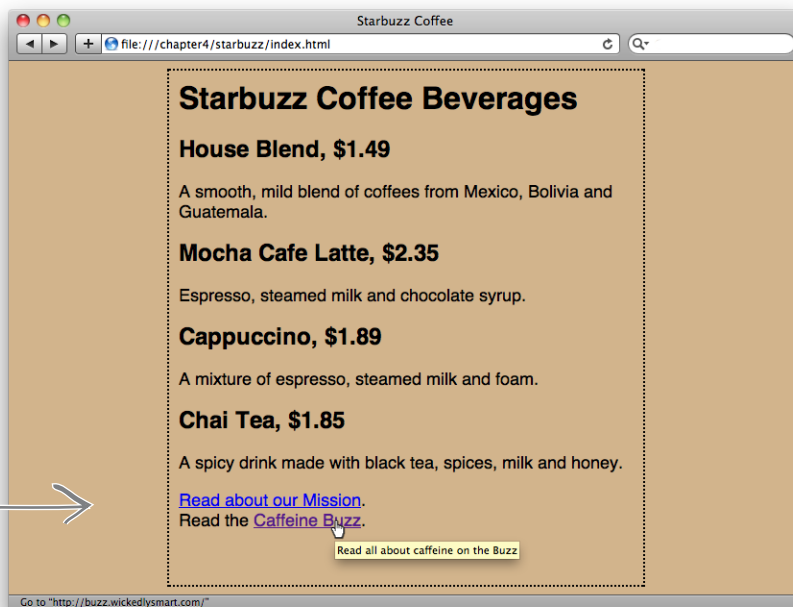 Starbuzz Coffee
file:///chapter4/starbuzz/index.html
Starbuzz Coffee Beverages
House Blend, $1.49
A smooth, mild blend of coffees from Mexico, Bolivia and
Guatemala.
Mocha Cafe Latte, $2.35
Espresso, steamed milk and chocolate syrup.
Cappuccino, $1.89
A mixture of espresso, steamed milk and foam.
Chai Tea, $1.85
A spicy drink made with black tea, spices, milk and honey.
Read about our Mission.
Read the Caffeine Buzz.
Read all about caffeine on the Buzz
Go to "http://buzz.wickedlysmart.com/"